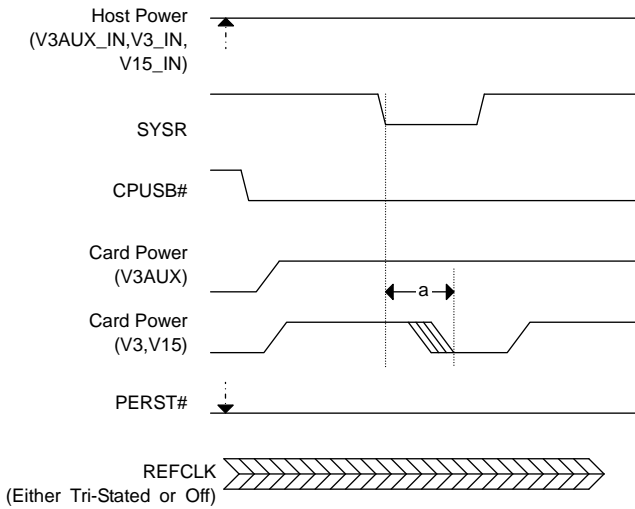 Host Power
(V3AUX_IN,V3_IN,
V15_IN)
SYSR
CPUSB#
Card Power
(V3AUX)
a
Card Power
(V3,V15)
PERST#
REFCLK
(Either Tri-Stated or Off)